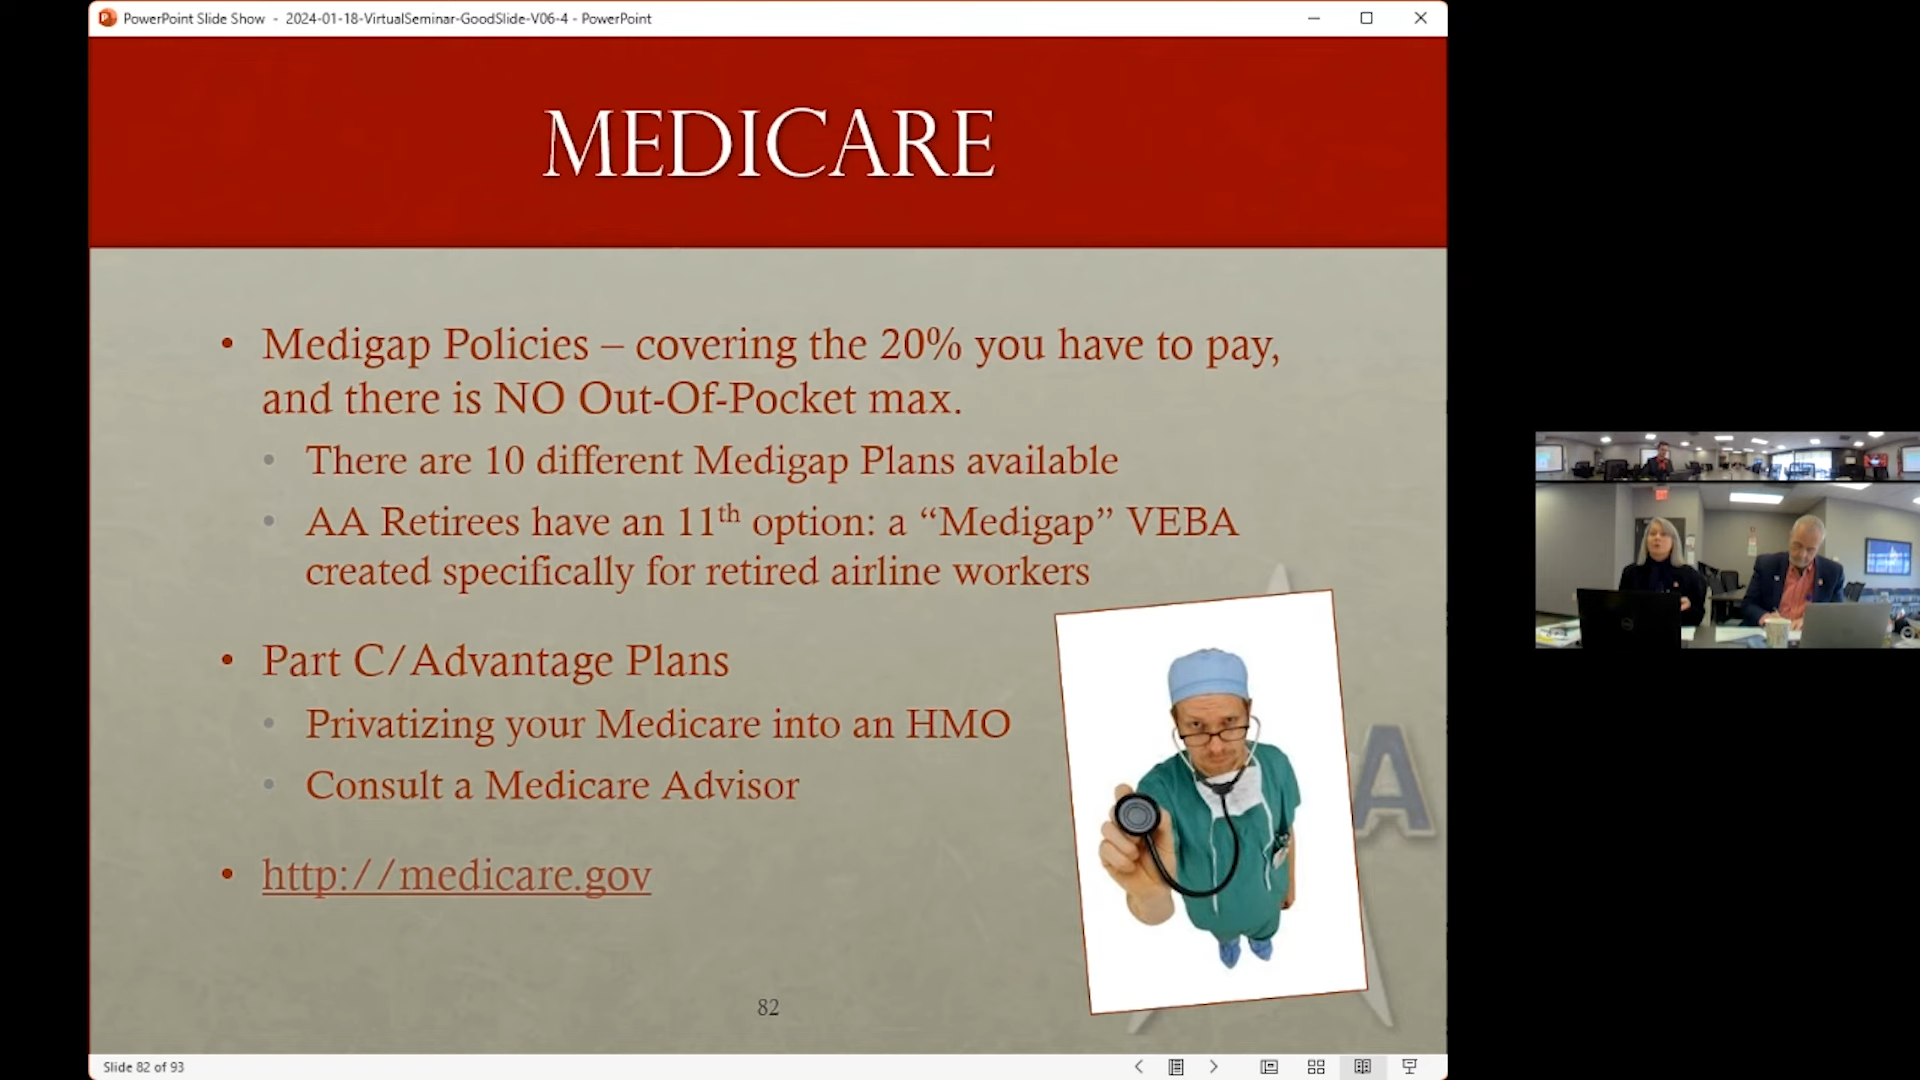 PowerPoint Slide Show - 2024-01-18-VirtualSeminar-GoodSlide-V06-4 - PowerPoint
MEDICARE
• Medigap Policies – covering the 20% you have to pay,
and there is NO Out-Of-Pocket max.
• There are 10 different Medigap Plans available
• AA Retirees have an 11th option: a “Medigap” VEBA
created specifically for retired airline workers
• Part C/Advantage Plans
• Privatizing your Medicare into an HMO
• Consult a Medicare Advisor
• http://medicare.gov
A
82
Slide 82 of 93